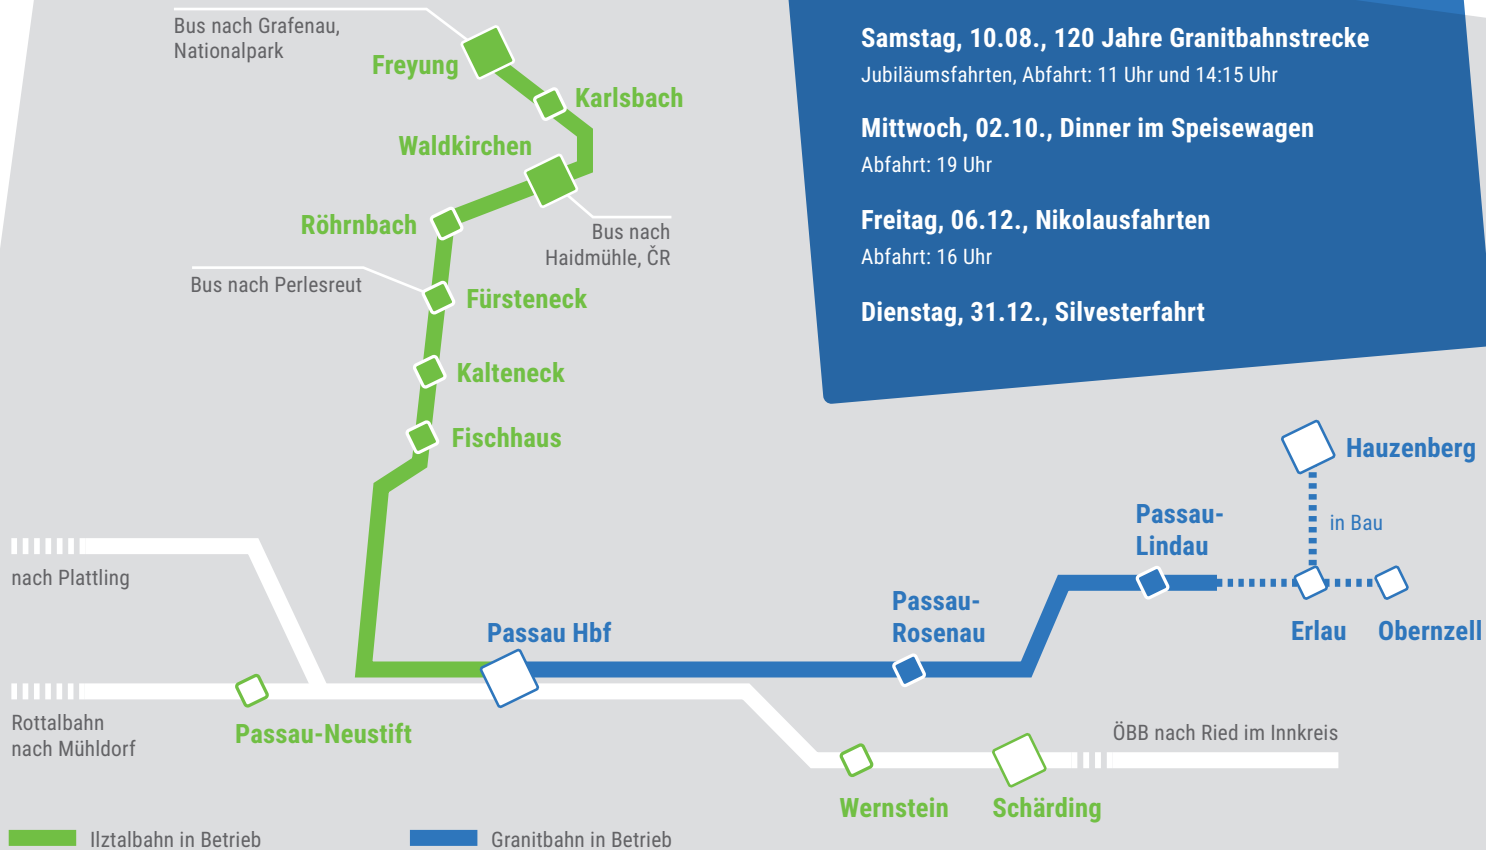 Bus nach Grafenau,
Nationalpark
Freyung
Karlsbach
Waldkirchen
Röhrnbach
Bus nach
Haidmühle, ČR
Bus nach Perlesreut
Fürsteneck
Kalteneck
Fischhaus
Samstag, 10.08., 120 Jahre Granitbahnstrecke
Jubiläumsfahrten, Abfahrt: 11 Uhr und 14:15 Uhr
Mittwoch, 02.10., Dinner im Speisewagen
Abfahrt: 19 Uhr
Freitag, 06.12., Nikolausfahrten
Abfahrt: 16 Uhr
Dienstag, 31.12., Silvesterfahrt
Hauzenberg
in Bau
Passau-
Lindau
Passau-
Rosenau
Erlau
Obernzell
nach Plattling
Passau Hbf
Rottalbahn
nach Mühldorf
Passau-Neustift
ÖBB nach Ried im Innkreis
Wernstein
Schärding
Ilztalbahn in Betrieb
Granitbahn in Betrieb